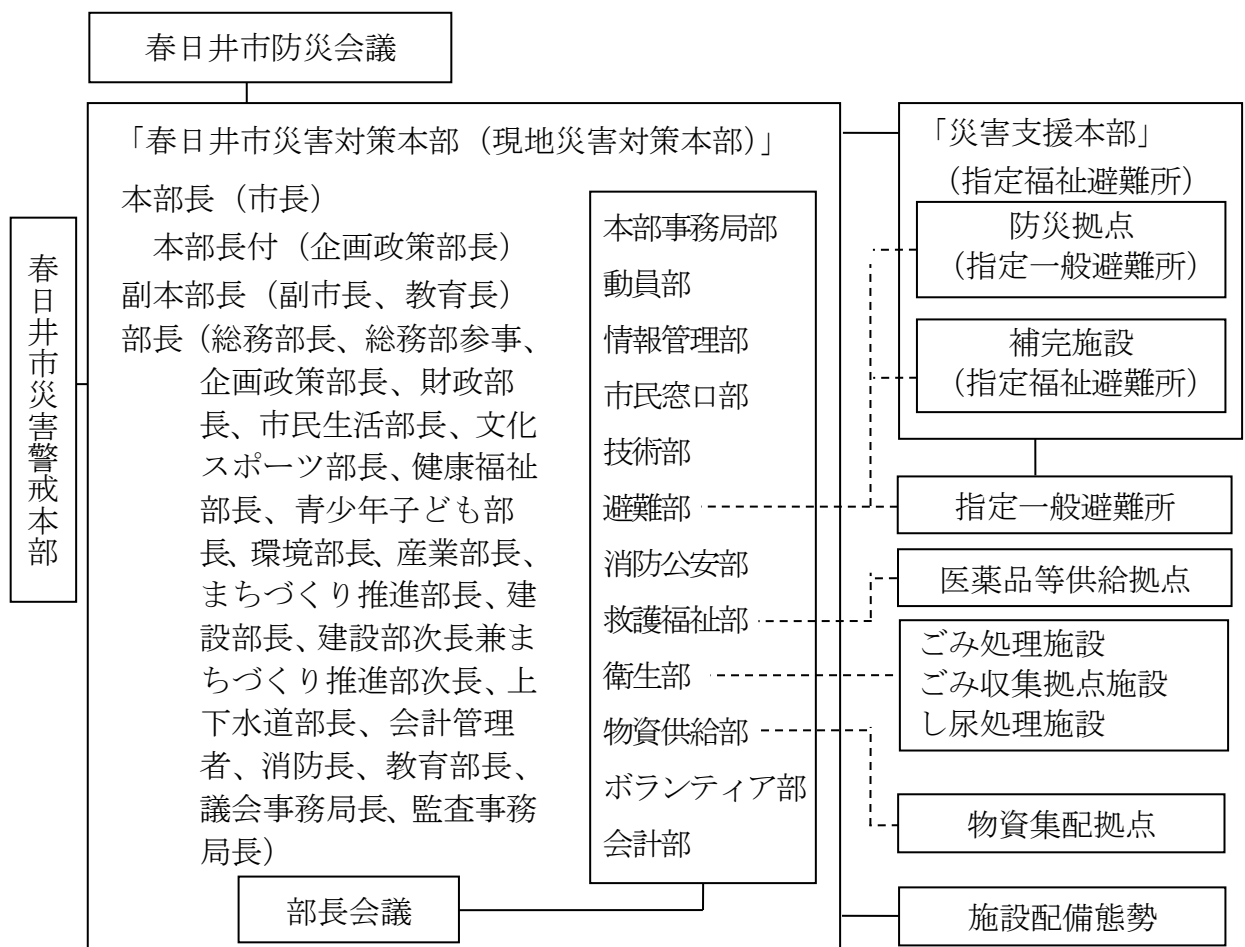 春日井市防災会議
春日井市災害警戒本部
「春日井市災害対策本部（現地災害対策本部）」
本部長（市長）
本部長付（企画政策部長）
副本部長（副市長、教育長）
部長（総務部長、総務部参事、
企画政策部長、財政部
長、市民生活部長、文化
スポーツ部長、健康福祉
部長、青少年子ども部
長、環境部長、産業部長、
まちづくり推進部長、建
設部長、建設部次長兼ま
ちづくり推進部次長、上
下水道部長、会計管理
者、消防長、教育部長、
議会事務局長、監査事務
局長）
部長会議
本部事務局部
動員部
情報管理部
市民窓口部
技術部
避難部
消防公安部
救護福祉部
衛生部
物資供給部
ボランティア部
会計部
「災害支援本部」
（指定福祉避難所）
防災拠点
（指定一般避難所）
補完施設
（指定福祉避難所）
指定一般避難所
医薬品等供給拠点
ごみ処理施設
ごみ収集拠点施設
し尿処理施設
物資集配拠点
施設配備態勢